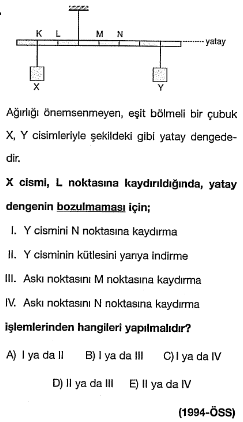 K L M N
yatay
X Y
Ağırlığı önemsenmeyen, eşit bölmeli bir çubuk
X, Y cisimleriyle şekildeki gibi yatay dengede-
dir.
X cismi, L noktasına kaydırıldığında, yatay
dengenin bozulmaması için;
I. Y cismini N noktasına kaydırma
II. Y cisminin kütlesini yarıya indirme
III. Askı noktasını M noktasına kaydırma
IV. Askı noktasını N noktasına kaydırma
işlemlerinden hangileri yapılmalıdır?
A) I ya da II B) I ya da III C) I ya da IV
D) II ya da III E) II ya da IV
(1994-ÖSS)